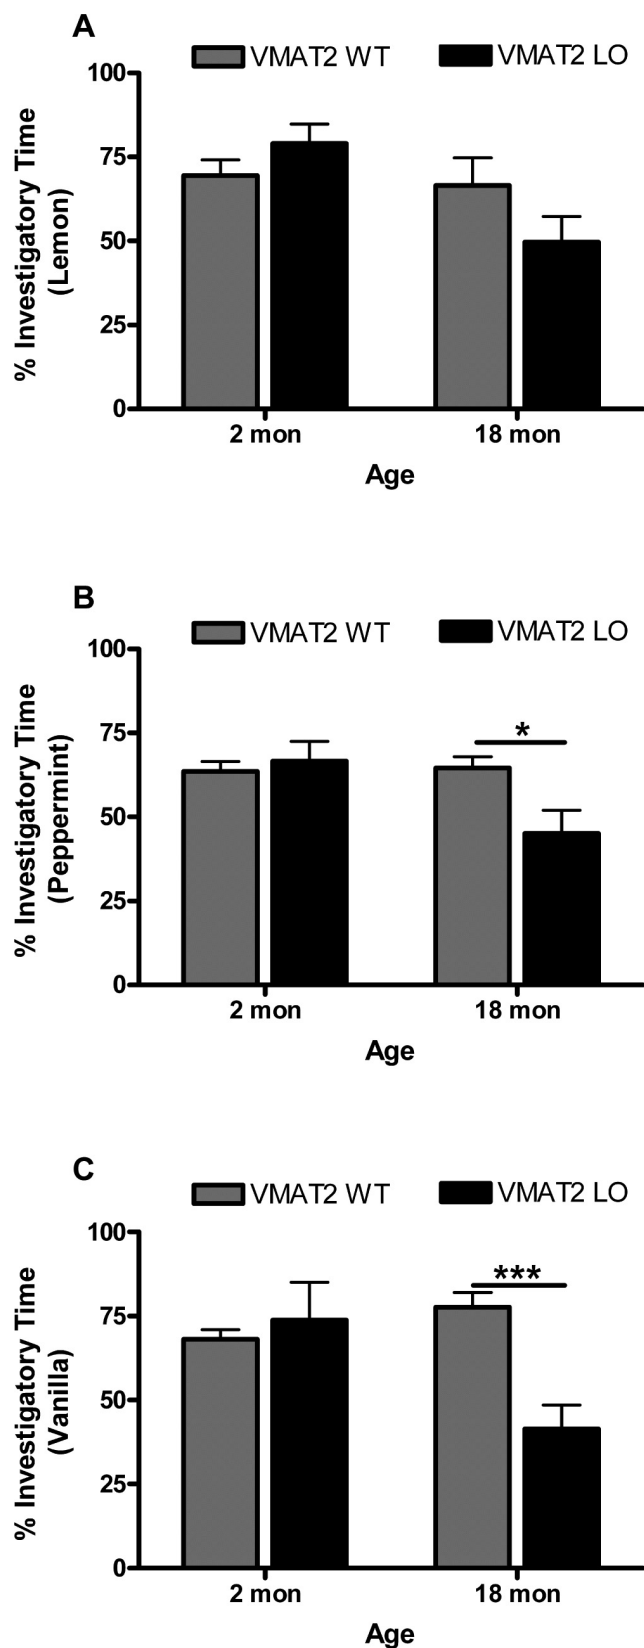 A
VMAT2 WT VMAT2 LO
% Investigatory Time
(Lemon)
100
75
50
25
0
2 mon 18 mon
Age
B
VMAT2 WT VMAT2 LO
% Investigatory Time
(Peppermint)
100
75
50
25
0
*
2 mon 18 mon
Age
C
VMAT2 WT VMAT2 LO
% Investigatory Time
(Vanilla)
100
75
50
25
0
***
2 mon 18 mon
Age